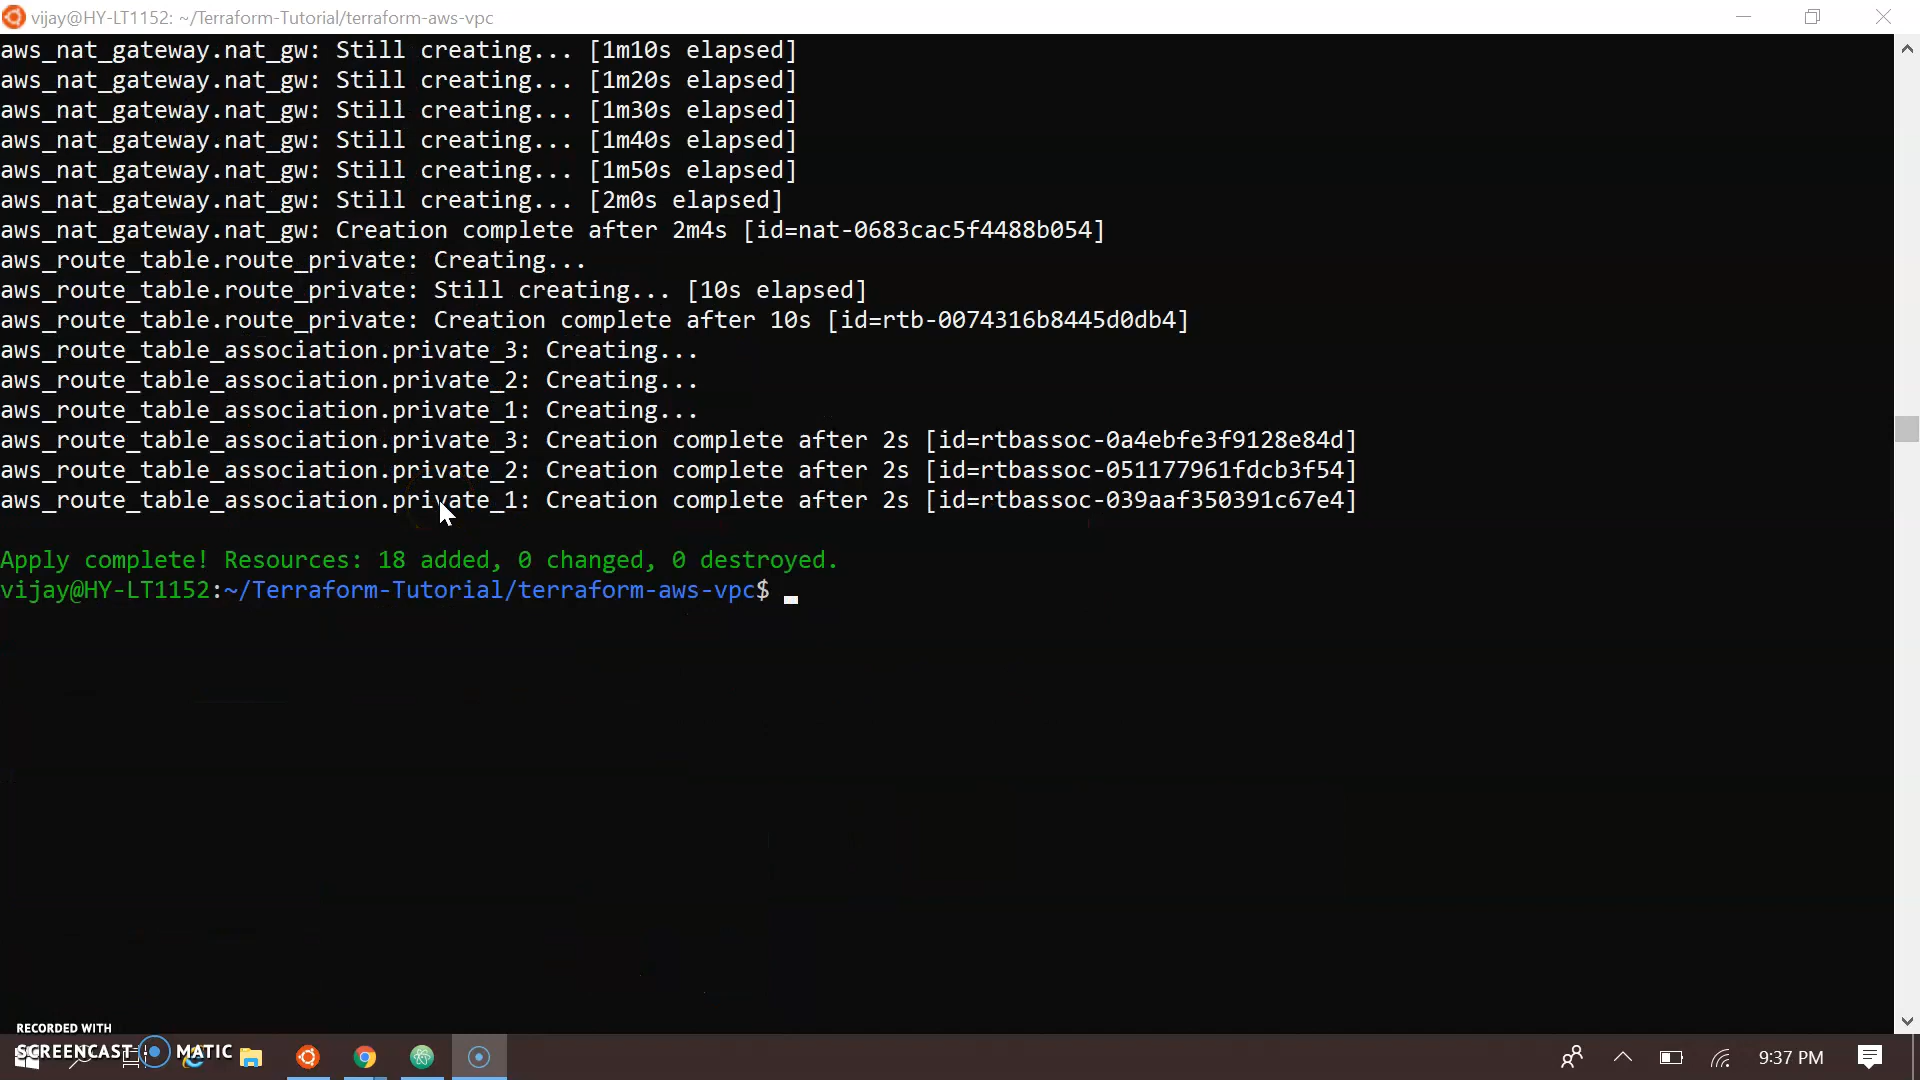 vijay@HY-LT1152: ~/Terraform-Tutorial/terraform-aws-vpc
aws_nat_gateway.nat_gw: Still creating... [1m10s elapsed]
aws_nat_gateway.nat_gw: Still creating... [1m20s elapsed]
aws_nat_gateway.nat_gw: Still creating... [1m30s elapsed]
aws_nat_gateway.nat_gw: Still creating... [1m40s elapsed]
aws_nat_gateway.nat_gw: Still creating... [1m50s elapsed]
aws_nat_gateway.nat_gw: Still creating... [2m0s elapsed]
aws_nat_gateway.nat_gw: Creation complete after 2m4s [id=nat-0683cac5f4488b054]
aws_route_table.route_private: Creating...
aws_route_table.route_private: Still creating... [10s elapsed]
aws_route_table.route_private: Creation complete after 10s [id=rtb-0074316b8445d0db4]
aws_route_table_association.private_3: Creating...
aws_route_table_association.private_2: Creating...
aws_route_table_association.private_1: Creating...
aws_route_table_association.private_3: Creation complete after 2s [id=rtbassoc-0a4ebfe3f9128e84d]
aws_route_table_association.private_2: Creation complete after 2s [id=rtbassoc-051177961fdcb3f54]
aws_route_table_association.private_1: Creation complete after 2s [id=rtbassoc-039aaf350391c67e4]
Apply complete! Resources: 18 added, 0 changed, 0 destroyed.
vijay@HY-LT1152:~/Terraform-Tutorial/terraform-aws-vpc$
RECORDED WITH
SCREENCAST MATIC
9:37 PM